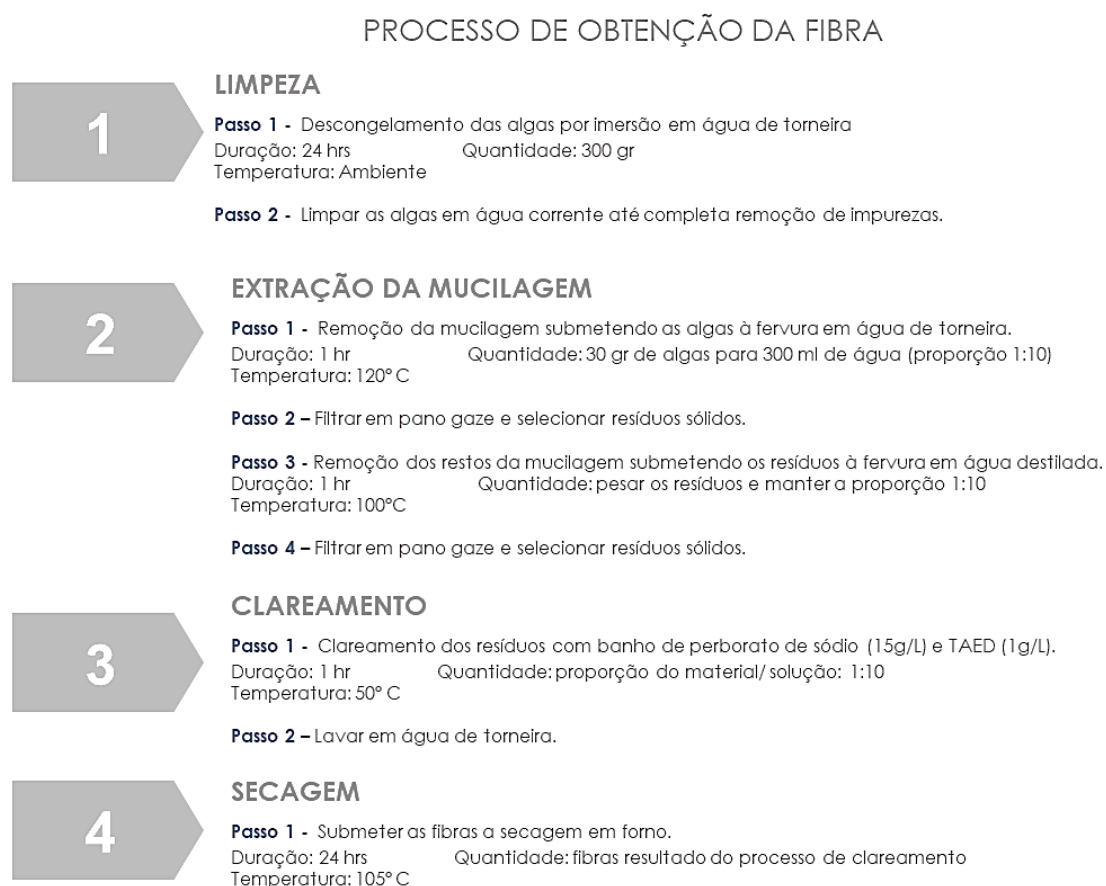 PROCESSO DE OBTENÇÃO DA FIBRA
1
LIMPEZA
Passo 1 - Descongelamento das algas por imersão em água de torneira
Duração: 24 hrs Quantidade: 300 gr
Temperatura: Ambiente
Passo 2 - Limpar as algas em água corrente até completa remoção de impurezas.
2
EXTRAÇÃO DA MUCILAGEM
Passo 1 - Remoção da mucilagem submetendo as algas à fervura em água de torneira.
Duração: 1 hr Quantidade: 30 gr de algas para 300 ml de água (proporção 1:10)
Temperatura: 120° C
Passo 2 – Filtrar em pano gaze e selecionar resíduos sólidos.
Passo 3 - Remoção dos restos da mucilagem submetendo os resíduos à fervura em água destilada.
Duração: 1 hr Quantidade: pesar os resíduos e manter a proporção 1:10
Temperatura: 100°C
Passo 4 – Filtrar em pano gaze e selecionar resíduos sólidos.
3
CLAREAMENTO
Passo 1 - Clareamento dos resíduos com banho de perborato de sódio (15g/L) e TAED (1g/L).
Duração: 1 hr Quantidade: proporção do material/ solução: 1:10
Temperatura: 50° C
Passo 2 – Lavar em água de torneira.
4
SECAGEM
Passo 1 - Submeter as fibras a secagem em forno.
Duração: 24 hrs Quantidade: fibras resultado do processo de clareamento
Temperatura: 105° C